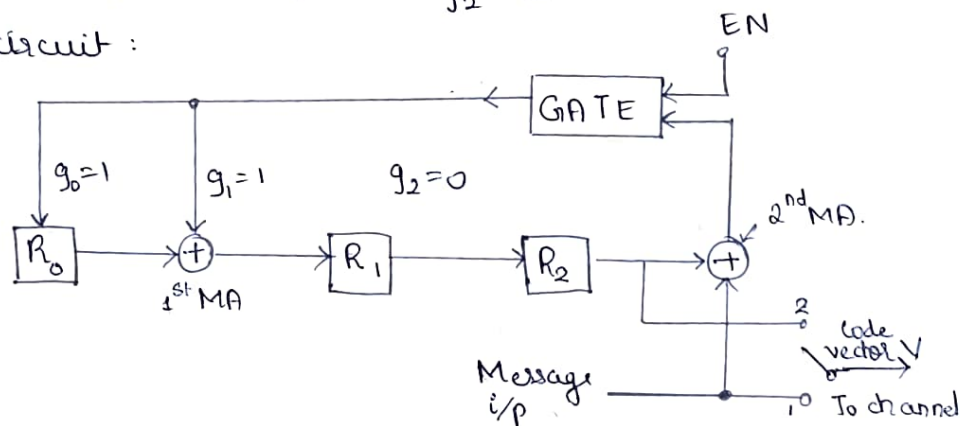 circuit :
EN
GATE
g₀=1
g₁=1
g₂=0
2ⁿᵈ MA.
R₀
+
R₁
R₂
+
1ˢᵗ MA
2
Code
vector V
Message
i/p
1
To channel